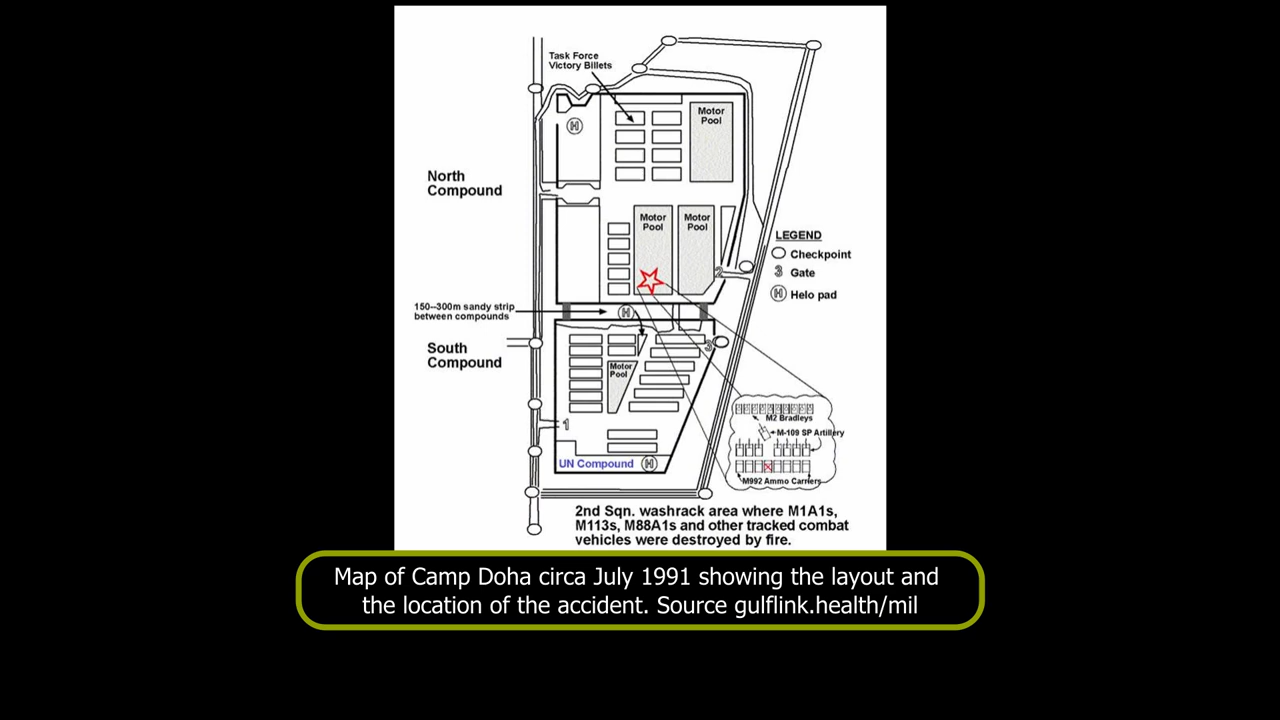 Task Force
Victory Billets
Motor
Pool
H
North
Compound
Motor
Pool
Motor
Pool
LEGEND
Checkpoint
3 Gate
H Helo pad
2
150--300m sandy strip
between compounds
H
South
Compound
3
Motor
Pool
M2 Bradleys
M-109 SP Artillery
1
UN Compound H
M992 Ammo Carriers
2nd Sqn. washrack area where M1A1s,
M113s, M88A1s and other tracked combat
vehicles were destroyed by fire.
Map of Camp Doha circa July 1991 showing the layout and
the location of the accident. Source gulflink.health/mil